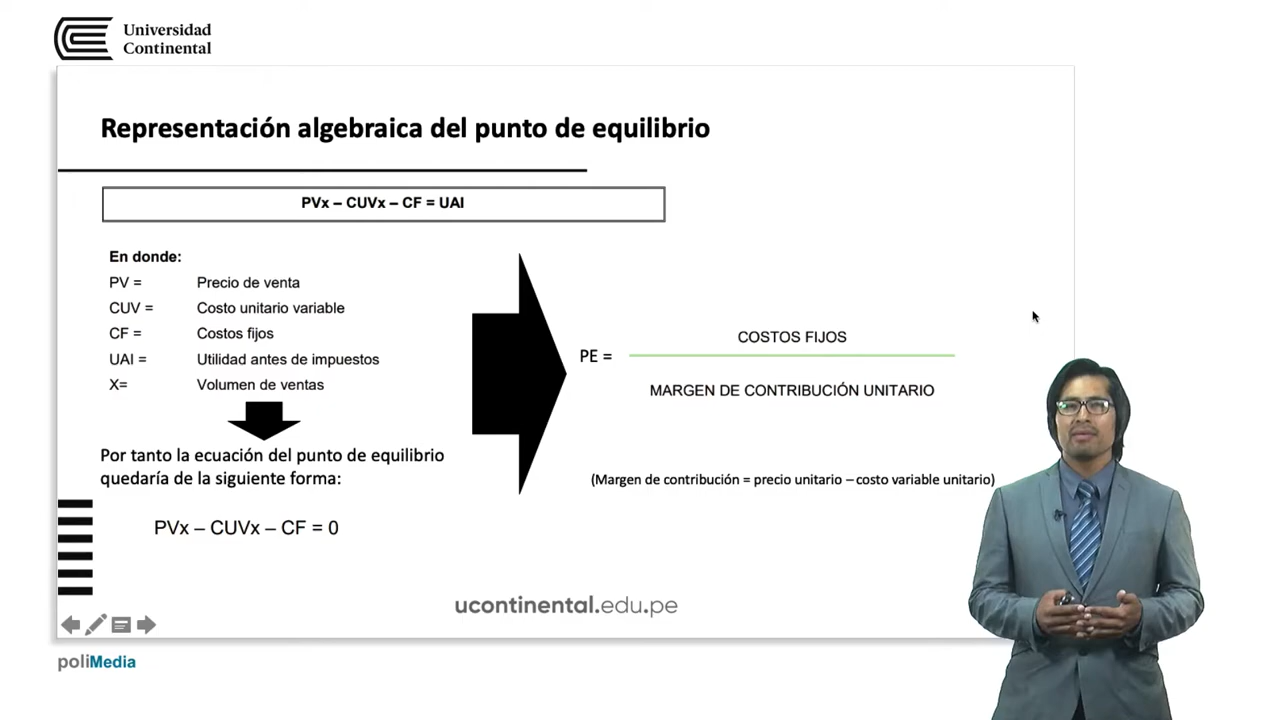 Universidad
Continental
Representación algebraica del punto de equilibrio
PVx – CUVx – CF = UAI
En donde:
PV = Precio de venta
CUV = Costo unitario variable
CF = Costos fijos
UAI = Utilidad antes de impuestos
X= Volumen de ventas
Por tanto la ecuación del punto de equilibrio
quedaría de la siguiente forma:
PVx – CUVx – CF = 0
COSTOS FIJOS
PE =
MARGEN DE CONTRIBUCIÓN UNITARIO
(Margen de contribución = precio unitario – costo variable unitario)
ucontinental.edu.pe
poliMedia